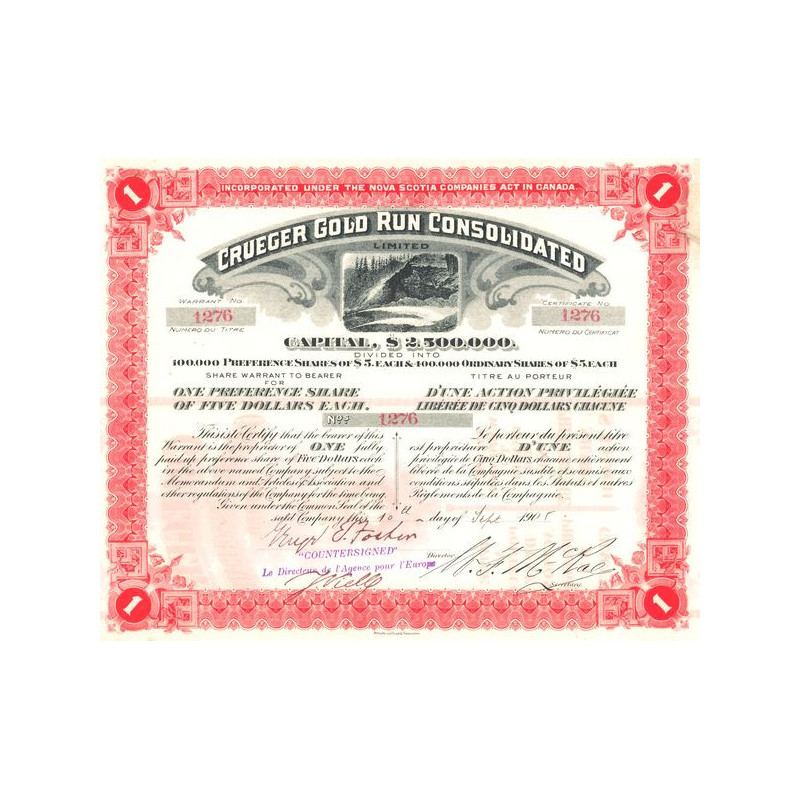 1
INCORPORATED UNDER THE NOVA SCOTIA COMPANIES ACT IN CANADA.
1
CRUEGER GOLD RUN CONSOLIDATED
LIMITED
WARRANT NO
1276
NUMERO DU TITRE
CERTIFICATE NO.
1276
NUMERO DU CERTIFICAT
CAPITAL, $ 2.500.000.
DIVIDED INTO
100.000 PREFERENCE SHARES OF $ 5. EACH & 400.000 ORDINARY SHARES OF $ 5. EACH
SHARE WARRANT TO BEARER
FOR
ONE PREFERENCE SHARE
OF FIVE DOLLARS EACH.
TITRE AU PORTEUR
D'UNE ACTION PRIVILÉGIÉE
LIBÉRÉE DE CINQ DOLLARS CHACUNE
Nos 1276
This is to Certify that the bearer of this
Warrant is the proprietor of ONE fully
paid up preference share of Five Dollars each
in the above named Company subject to the
Memorandum and Articles of Association and
other regulations of the Company for the time being.
Given under the Common Seal of the
said Company this 10 day of Sept 1905
Le porteur du présent titre
est propriétaire D'UNE action
privilégiée de Cinq Dollars chacune entièrement
libérée de la Compagnie susdite et soumise aux
conditions stipulées dans les Statuts et autres
Règlements de la Compagnie.
"COUNTERSIGNED"
Le Directeur de l'Agence pour l'Europe
Director.
W. F. McRae
Secretary.
1
1